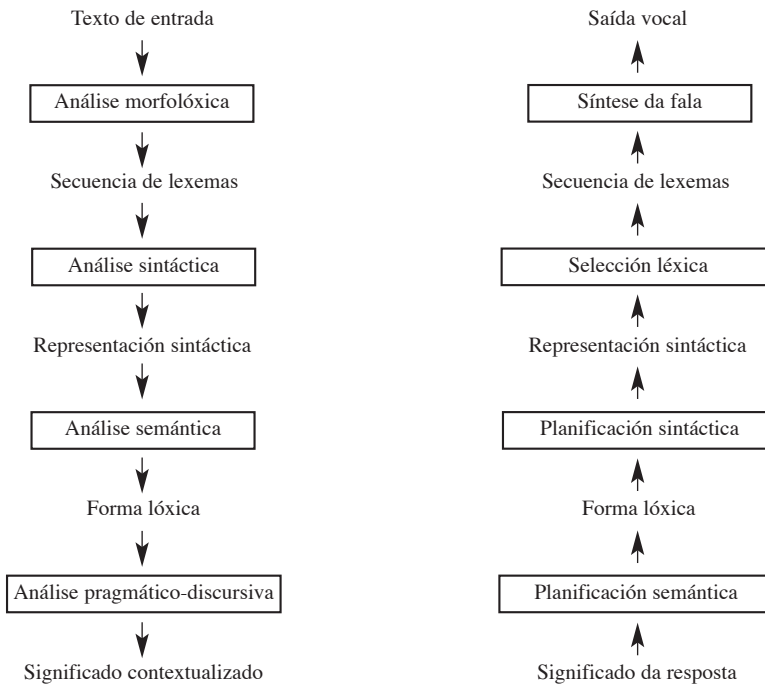 Texto de entrada
Análise morfolóxica
Secuencia de lexemas
Análise sintáctica
Representación sintáctica
Análise semántica
Forma lóxica
Análise pragmático-discursiva
Significado contextualizado
Saída vocal
Síntese da fala
Secuencia de lexemas
Selección léxica
Representación sintáctica
Planificación sintáctica
Forma lóxica
Planificación semántica
Significado da resposta